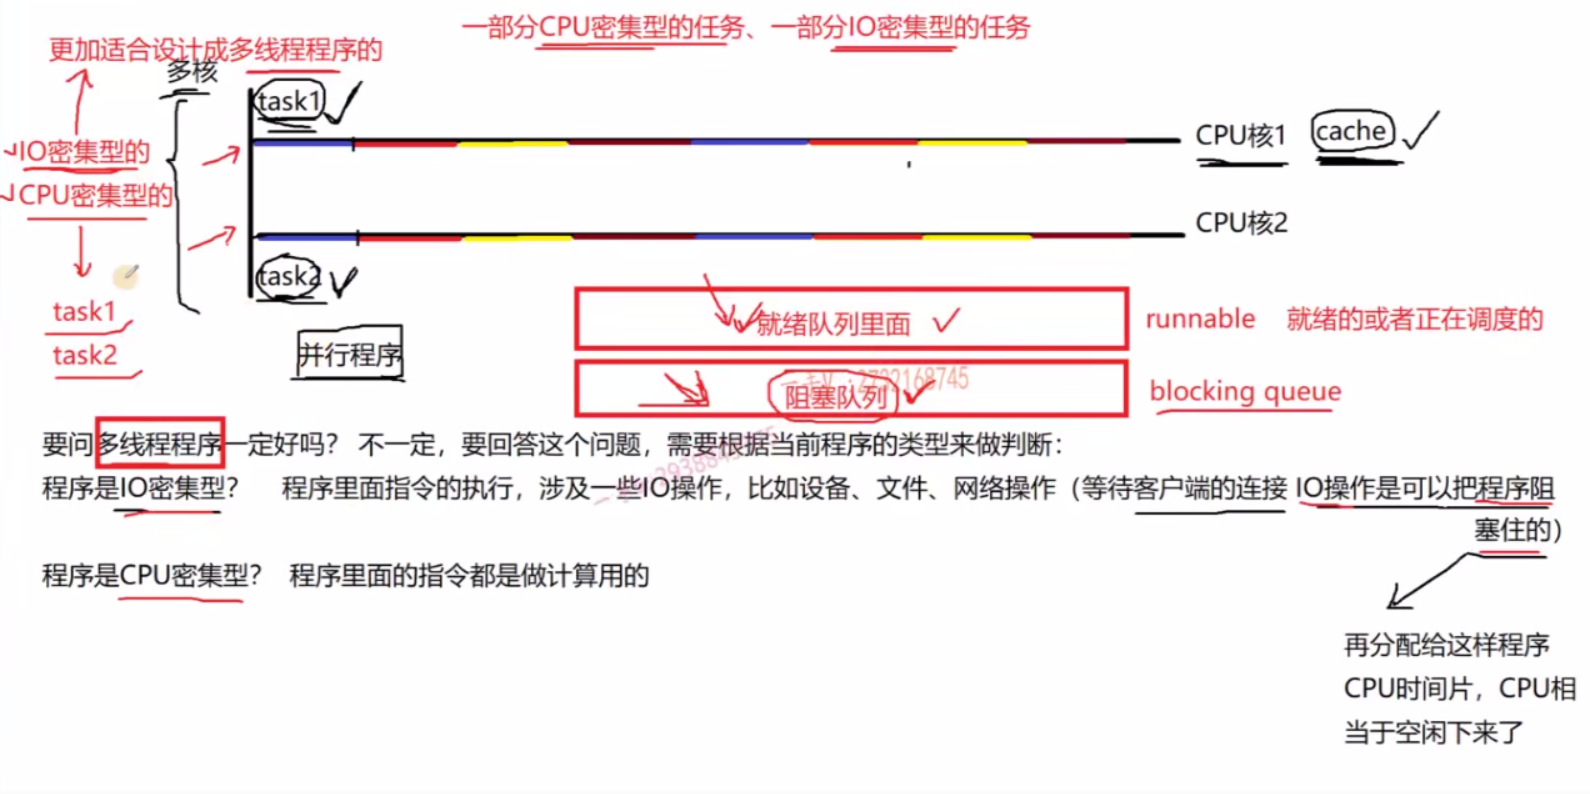 一部分CPU密集型的任务、一部分IO密集型的任务
更加适合设计成多线程程序的
多核
task1
CPU核1
cache
IO密集型的
CPU密集型的
CPU核2
task2
task1
task2
并行程序
就绪队列里面
runnable 就绪的或者正在调度的
阻塞队列
blocking queue
要问多线程程序一定好吗？ 不一定，要回答这个问题，需要根据当前程序的类型来做判断：
程序是IO密集型？ 程序里面指令的执行，涉及一些IO操作，比如设备、文件、网络操作（等待客户端的连接 IO操作是可以把程序阻
塞住的）
程序是CPU密集型？ 程序里面的指令都是做计算用的
再分配给这样程序
CPU时间片，CPU相
当于空闲下来了